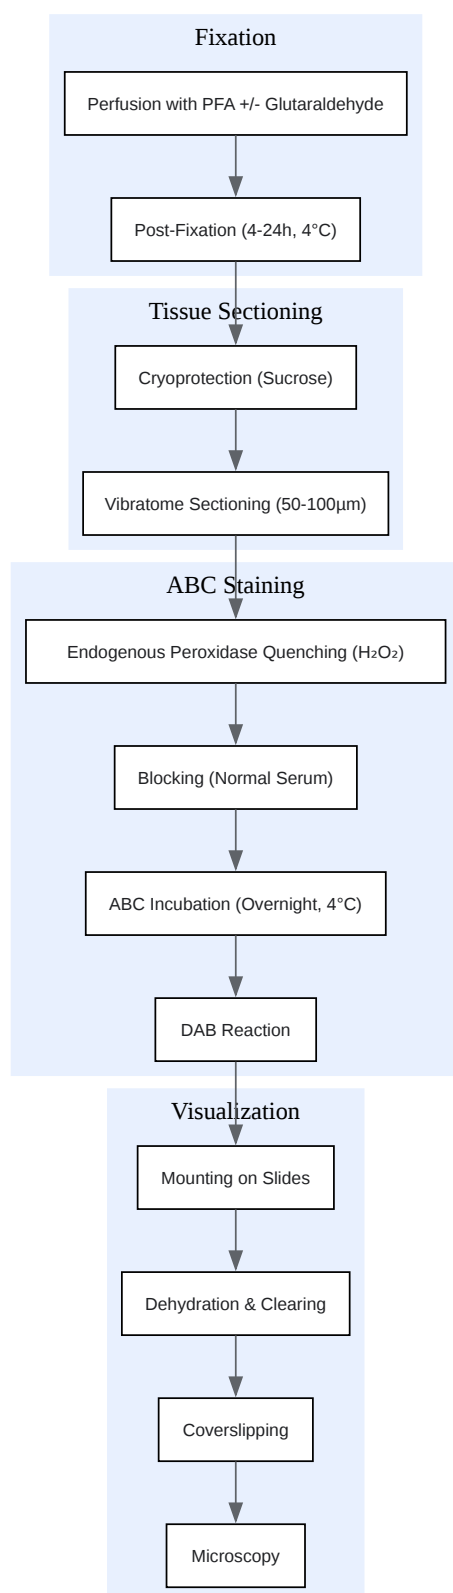 Fixation
Perfusion with PFA +/- Glutaraldehyde
Post-Fixation (4-24h, 4°C)
Tissue Sectioning
Cryoprotection (Sucrose)
Vibratome Sectioning (50-100µm)
ABC Staining
Endogenous Peroxidase Quenching (H₂O₂)
Blocking (Normal Serum)
ABC Incubation (Overnight, 4°C)
DAB Reaction
Visualization
Mounting on Slides
Dehydration & Clearing
Coverslipping
Microscopy